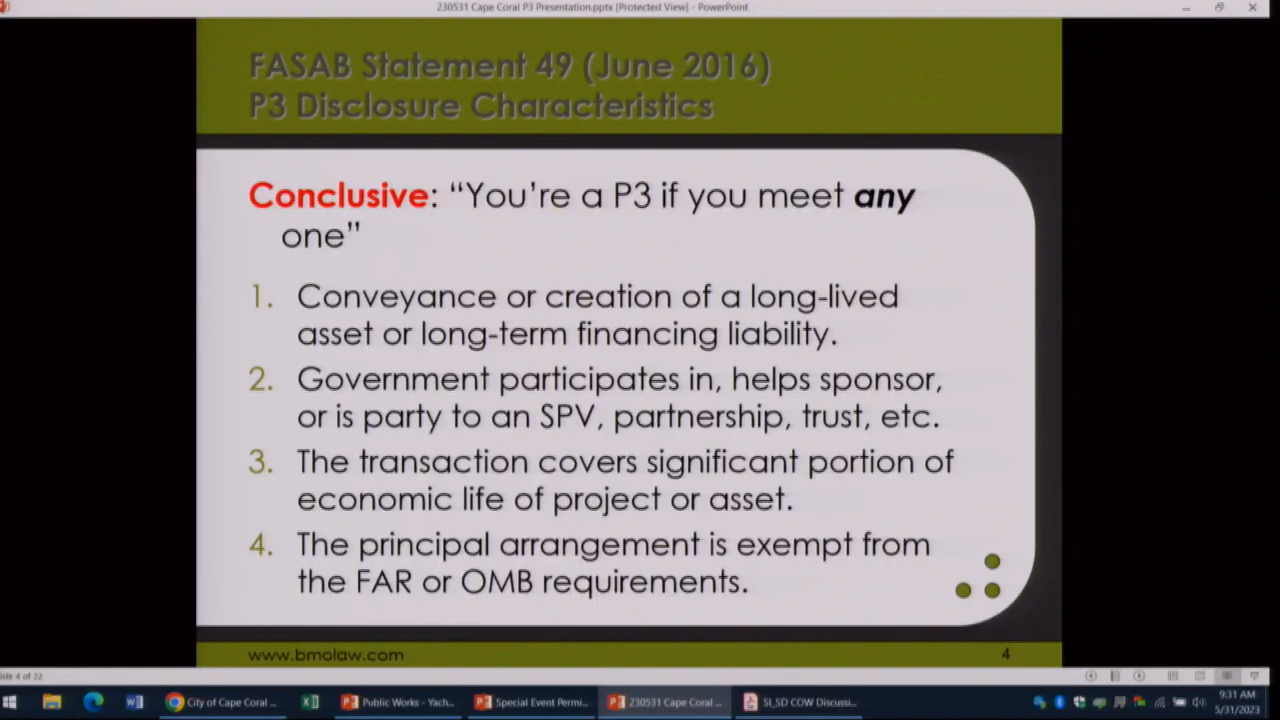 230531 Cape Coral P3 Presentation.pptx [Protected View] - PowerPoint
FASAB Statement 49 (June 2016)
P3 Disclosure Characteristics
Conclusive: “You’re a P3 if you meet any
one”
1. Conveyance or creation of a long-lived
asset or long-term financing liability.
2. Government participates in, helps sponsor,
or is party to an SPV, partnership, trust, etc.
3. The transaction covers significant portion of
economic life of project or asset.
4. The principal arrangement is exempt from
the FAR or OMB requirements.
www.bmolaw.com
4
lide 4 of 22
City of Cape Coral ...
Public Works - Yach...
Special Event Permi...
230531 Cape Coral ...
SI_SD COW Discussi...
9:31 AM
5/31/2023